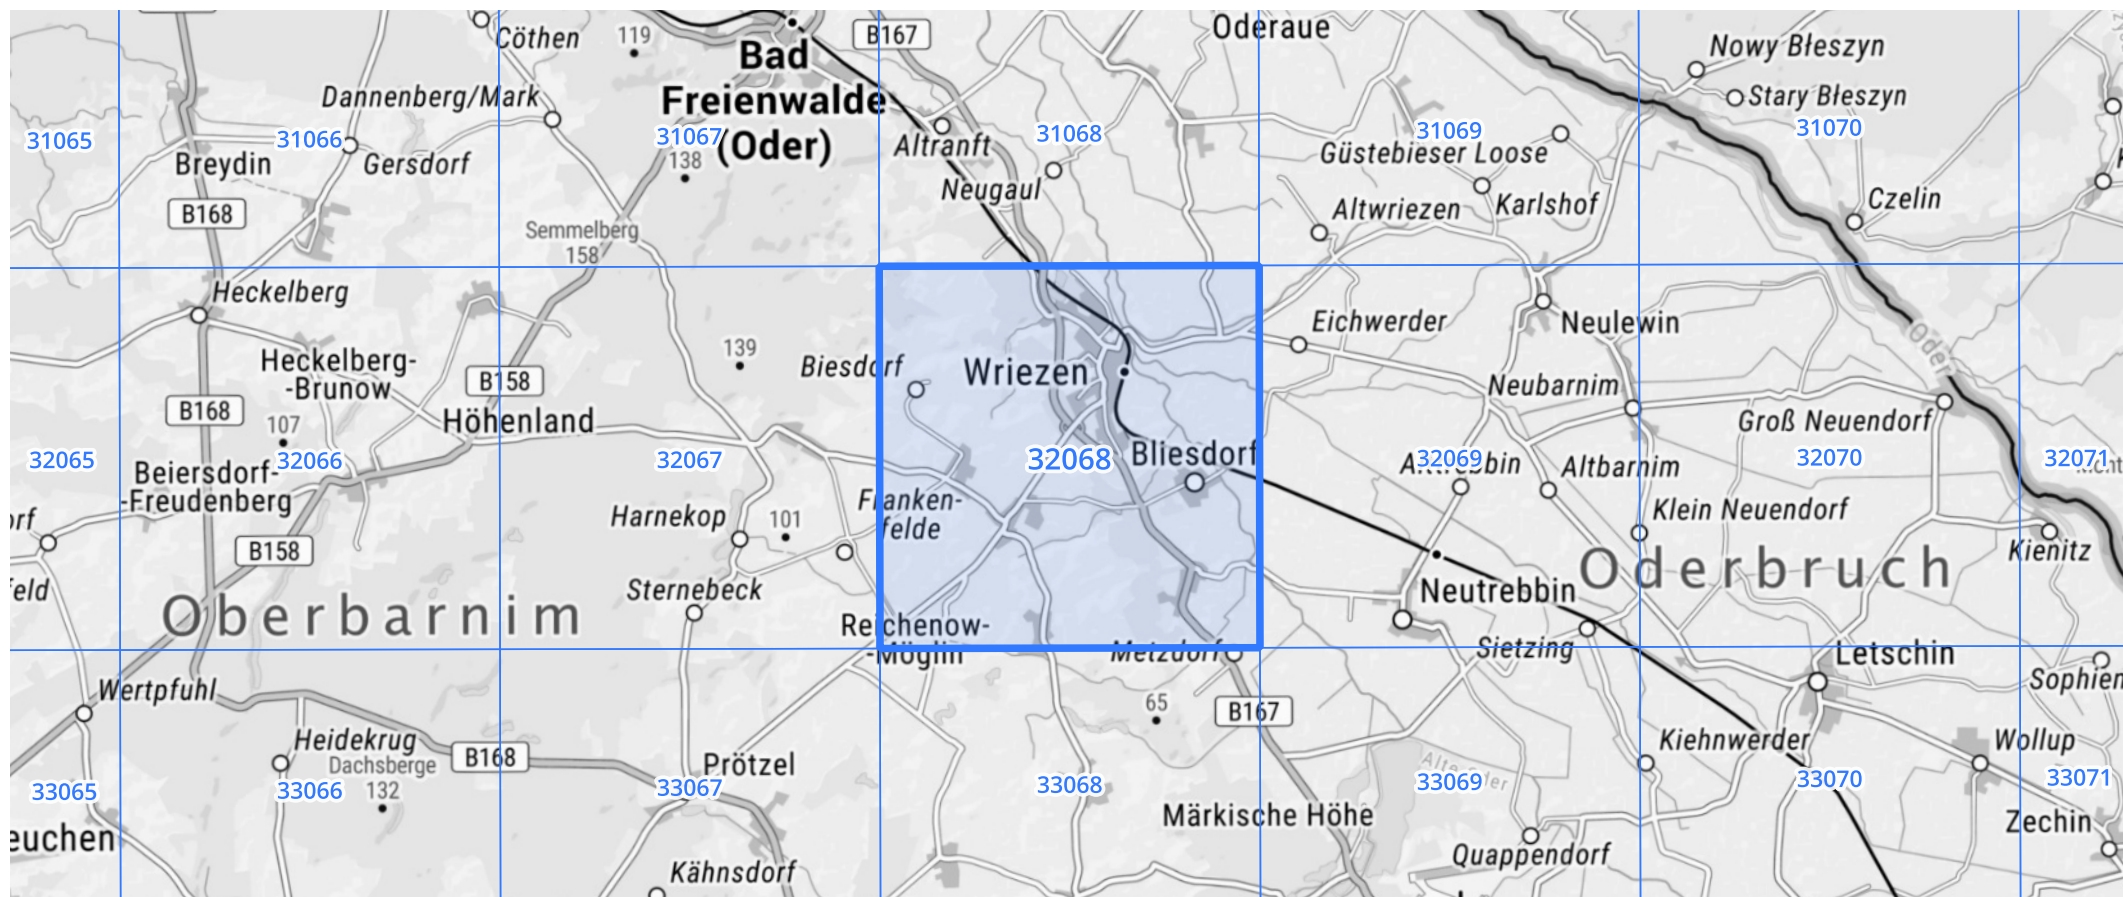 Cöthen
119
Bad
Freienwalde
(Oder)
B167
Oderaue
Nowy Błeszyn
Stary Błeszyn
Dannenberg/Mark
31065
31066
31067
31068
31069
31070
Breydin
Gersdorf
138
Altranft
Neugaul
Güstebieser Loose
Altwriezen
Karlshof
Czelin
B168
Semmelberg
158
Heckelberg
Heckelberg-
-Brunow
139
Biesdorf
Wriezen
Eichwerder
Neulewin
Oder
B158
B168
107
Höhenland
Neubarnim
Groß Neuendorf
Beiersdorf-
-Freudenberg
32065
32066
32067
32068
Bliesdorf
32069
Altbarnim
32070
32071
Harnekop
101
Franken-
felde
Klein Neuendorf
Kienitz
B158
Oderbruch
Oberbarnim
Sternebeck
Neutrebbin
Reichenow-
-Möglin
Metzdorf
Sietzing
Letschin
Wertpfuhl
65
B167
Heidekrug
Dachsberge
132
B168
Prötzel
Kiehnwerder
Wollup
33065
33066
33067
33068
33069
Alte Oder
33070
33071
Märkische Höhe
Zechin
Quappendorf
Kähnsdorf